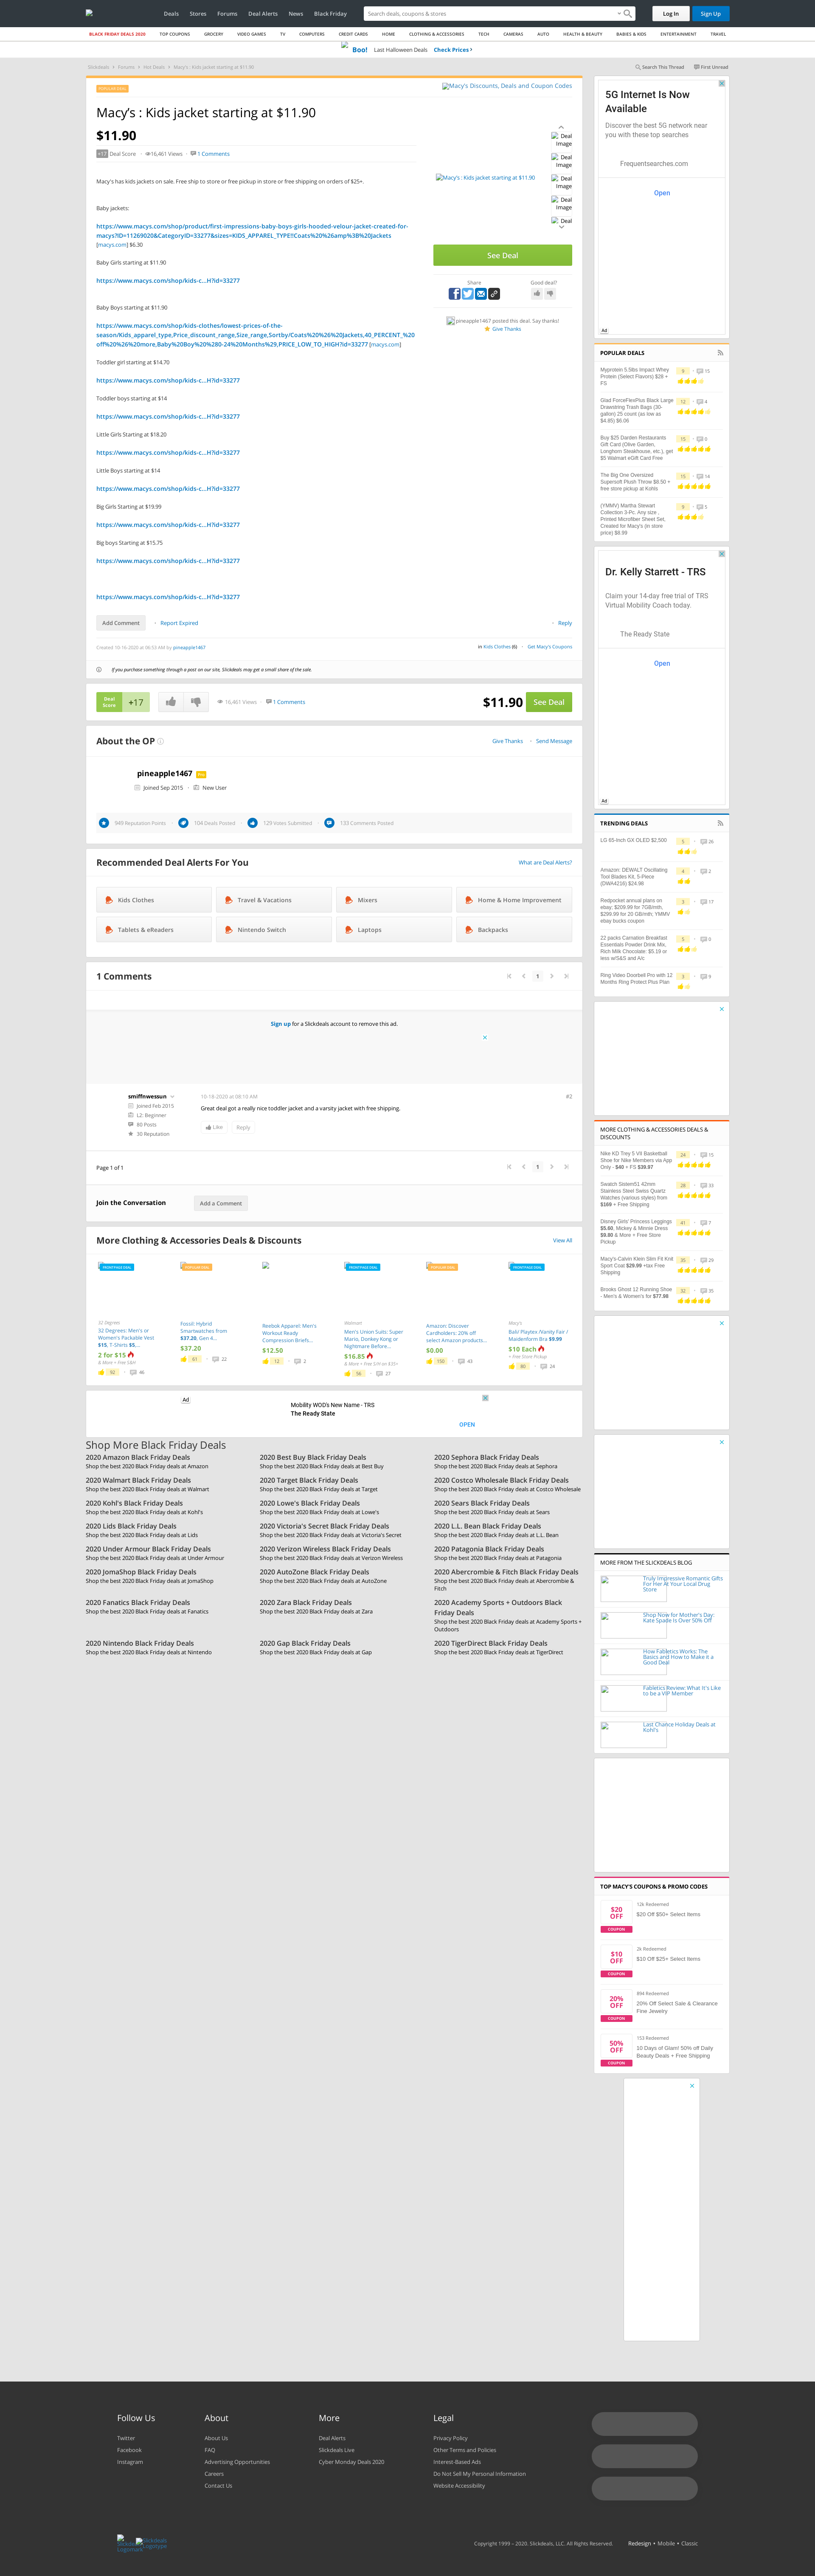 Deals Stores Forums Deal Alerts News Black Friday
Search deals, coupons & stores
Log In
Sign Up
BLACK FRIDAY DEALS 2020 TOP COUPONS GROCERY VIDEO GAMES TV COMPUTERS CREDIT CARDS HOME CLOTHING & ACCESSORIES TECH CAMERAS AUTO HEALTH & BEAUTY BABIES & KIDS ENTERTAINMENT TRAVEL
Boo! Last Halloween Deals Check Prices
Slickdeals Forums Hot Deals Macy's : Kids jacket starting at $11.90
Search This Thread First Unread
POPULAR DEAL
Macy's Discounts, Deals and Coupon Codes
Macy's : Kids jacket starting at $11.90
$11.90
+17 Deal Score 16,461 Views 1 Comments
Macy's has kids jackets on sale. Free ship to store or free pickup in store or free shipping on orders of $25+.
Baby jackets:
https://www.macys.com/shop/product/first-impressions-baby-boys-girls-hooded-velour-jacket-created-for-
macys?ID=11269020&CategoryID=33277&sizes=KIDS_APPAREL_TYPE!!Coats%20%26amp%3B%20Jackets
[macys.com] $6.30
Baby Girls starting at $11.90
https://www.macys.com/shop/kids-c...H?id=33277
Baby Boys starting at $11.90
https://www.macys.com/shop/kids-clothes/lowest-prices-of-the-
season/Kids_apparel_type,Price_discount_range,Size_range,Sortby/Coats%20%26%20Jackets,40_PERCENT_%20
off%20%26%20more,Baby%20Boy%20%280-24%20Months%29,PRICE_LOW_TO_HIGH?id=33277 [macys.com]
Toddler girl starting at $14.70
https://www.macys.com/shop/kids-c...H?id=33277
Toddler boys starting at $14
https://www.macys.com/shop/kids-c...H?id=33277
Little Girls Starting at $18.20
https://www.macys.com/shop/kids-c...H?id=33277
Little Boys starting at $14
https://www.macys.com/shop/kids-c...H?id=33277
Big Girls Starting at $19.99
https://www.macys.com/shop/kids-c...H?id=33277
Big boys Starting at $15.75
https://www.macys.com/shop/kids-c...H?id=33277
https://www.macys.com/shop/kids-c...H?id=33277
Macy's : Kids jacket starting at $11.90
Deal Image
Deal Image
Deal Image
Deal Image
Deal
See Deal
Share
Good deal?
pineapple1467 posted this deal. Say thanks!
Give Thanks
Add Comment Report Expired Reply
Created 10-16-2020 at 06:53 AM by pineapple1467
in Kids Clothes (6) Get Macy's Coupons
If you purchase something through a post on our site, Slickdeals may get a small share of the sale.
Deal Score +17
16,461 Views 1 Comments
$11.90 See Deal
About the OP
Give Thanks Send Message
pineapple1467 Pro
Joined Sep 2015 New User
949 Reputation Points 104 Deals Posted 129 Votes Submitted 133 Comments Posted
Recommended Deal Alerts For You
What are Deal Alerts?
Kids Clothes Travel & Vacations Mixers Home & Home Improvement
Tablets & eReaders Nintendo Switch Laptops Backpacks
1 Comments
1
Sign up for a Slickdeals account to remove this ad.
smiffnwessun
Joined Feb 2015
L2: Beginner
80 Posts
30 Reputation
10-18-2020 at 08:10 AM
#2
Great deal got a really nice toddler jacket and a varsity jacket with free shipping.
Like Reply
Page 1 of 1
1
Join the Conversation
Add a Comment
More Clothing & Accessories Deals & Discounts
View All
FRONTPAGE DEAL
32 Degrees
32 Degrees: Men's or Women's Packable Vest $15, T-Shirts $5...
2 for $15
& More + Free S&H
82 46
POPULAR DEAL
Fossil: Hybrid Smartwatches from $37.20, Gen 4...
$37.20
61 22
Reebok Apparel: Men's Workout Ready Compression Briefs...
$12.50
12 2
FRONTPAGE DEAL
Walmart
Men's Union Suits: Super Mario, Donkey Kong or Nightmare Before...
$16.85
& More + Free S/H on $35+
56 27
POPULAR DEAL
Amazon: Discover Cardholders: 20% off select Amazon products...
$0.00
150 43
FRONTPAGE DEAL
Macy's
Bali/ Playtex /Vanity Fair / Maidenform Bra $9.99
$10 Each
+ Free Store Pickup
80 24
Ad
Mobility WOD's New Name - TRS
The Ready State
OPEN
Shop More Black Friday Deals
2020 Amazon Black Friday Deals
Shop the best 2020 Black Friday deals at Amazon
2020 Best Buy Black Friday Deals
Shop the best 2020 Black Friday deals at Best Buy
2020 Sephora Black Friday Deals
Shop the best 2020 Black Friday deals at Sephora
2020 Walmart Black Friday Deals
Shop the best 2020 Black Friday deals at Walmart
2020 Target Black Friday Deals
Shop the best 2020 Black Friday deals at Target
2020 Costco Wholesale Black Friday Deals
Shop the best 2020 Black Friday deals at Costco Wholesale
2020 Kohl's Black Friday Deals
Shop the best 2020 Black Friday deals at Kohl's
2020 Lowe's Black Friday Deals
Shop the best 2020 Black Friday deals at Lowe's
2020 Sears Black Friday Deals
Shop the best 2020 Black Friday deals at Sears
2020 Lids Black Friday Deals
Shop the best 2020 Black Friday deals at Lids
2020 Victoria's Secret Black Friday Deals
Shop the best 2020 Black Friday deals at Victoria's Secret
2020 L.L. Bean Black Friday Deals
Shop the best 2020 Black Friday deals at L.L. Bean
2020 Under Armour Black Friday Deals
Shop the best 2020 Black Friday deals at Under Armour
2020 Verizon Wireless Black Friday Deals
Shop the best 2020 Black Friday deals at Verizon Wireless
2020 Patagonia Black Friday Deals
Shop the best 2020 Black Friday deals at Patagonia
2020 JomaShop Black Friday Deals
Shop the best 2020 Black Friday deals at JomaShop
2020 AutoZone Black Friday Deals
Shop the best 2020 Black Friday deals at AutoZone
2020 Abercrombie & Fitch Black Friday Deals
Shop the best 2020 Black Friday deals at Abercrombie &
Fitch
2020 Fanatics Black Friday Deals
Shop the best 2020 Black Friday deals at Fanatics
2020 Zara Black Friday Deals
Shop the best 2020 Black Friday deals at Zara
2020 Academy Sports + Outdoors Black
Friday Deals
Shop the best 2020 Black Friday deals at Academy Sports +
Outdoors
2020 Nintendo Black Friday Deals
Shop the best 2020 Black Friday deals at Nintendo
2020 Gap Black Friday Deals
Shop the best 2020 Black Friday deals at Gap
2020 TigerDirect Black Friday Deals
Shop the best 2020 Black Friday deals at TigerDirect
5G Internet Is Now
Available
Discover the best 5G network near
you with these top searches
Frequentsearches.com
Open
Ad
POPULAR DEALS
Myprotein 5.5lbs Impact Whey Protein (Select Flavors) $28 + FS
9 15
Glad ForceFlexPlus Black Large Drawstring Trash Bags (30-gallon) 25 count (as low as $4.85) $6.06
12 4
Buy $25 Darden Restaurants Gift Card (Olive Garden, Longhorn Steakhouse, etc.), get $5 Walmart eGift Card Free
15 0
The Big One Oversized Supersoft Plush Throw $8.50 + free store pickup at Kohls
15 14
(YMMV) Martha Stewart Collection 3-Pc. Any size , Printed Microfiber Sheet Set, Created for Macy's (in store price) $8.99
9 5
Dr. Kelly Starrett - TRS
Claim your 14-day free trial of TRS
Virtual Mobility Coach today.
The Ready State
Open
Ad
TRENDING DEALS
LG 65-Inch GX OLED $2,500
5 26
Amazon: DEWALT Oscillating Tool Blades Kit, 5-Piece (DWA4216) $24.98
4 2
Redpocket annual plans on ebay: $209.99 for 7GB/mth, $299.99 for 20 GB/mth, YMMV ebay bucks coupon
3 17
22 packs Carnation Breakfast Essentials Powder Drink Mix, Rich Milk Chocolate: $5.19 or less w/S&S and A/c
5 0
Ring Video Doorbell Pro with 12 Months Ring Protect Plus Plan
3 9
MORE CLOTHING & ACCESSORIES DEALS &
DISCOUNTS
Nike KD Trey 5 VII Basketball Shoe for Nike Members via App Only - $40 + FS $39.97
24 15
Swatch Sistem51 42mm Stainless Steel Swiss Quartz Watches (various styles) from $169 + Free Shipping
28 33
Disney Girls' Princess Leggings $5.60, Mickey & Minnie Dress $9.80 & More + Free Store Pickup
41 7
Macy's-Calvin Klein Slim Fit Knit Sport Coat $29.99 +tax Free Shipping
35 29
Brooks Ghost 12 Running Shoe - Men's & Women's for $77.98
32 35
MORE FROM THE SLICKDEALS BLOG
Truly Impressive Romantic Gifts
For Her At Your Local Drug
Store
Shop Now for Mother's Day:
Kate Spade Is Over 50% Off
How Fabletics Works: The
Basics and How to Make it a
Good Deal
Fabletics Review: What It's Like
to be a VIP Member
Last Chance Holiday Deals at
Kohl's
TOP MACY'S COUPONS & PROMO CODES
$20 OFF COUPON
12k Redeemed
$20 Off $50+ Select Items
$10 OFF COUPON
2k Redeemed
$10 Off $25+ Select Items
20% OFF COUPON
894 Redeemed
20% Off Select Sale & Clearance Fine Jewelry
50% OFF COUPON
153 Redeemed
10 Days of Glam! 50% off Daily Beauty Deals + Free Shipping
Follow Us
Twitter
Facebook
Instagram
About
About Us
FAQ
Advertising Opportunities
Careers
Contact Us
More
Deal Alerts
Slickdeals Live
Cyber Monday Deals 2020
Legal
Privacy Policy
Other Terms and Policies
Interest-Based Ads
Do Not Sell My Personal Information
Website Accessibility
Slickdeals Logomark
Slickdeals Logotype
Copyright 1999 – 2020. Slickdeals, LLC. All Rights Reserved. Redesign • Mobile • Classic